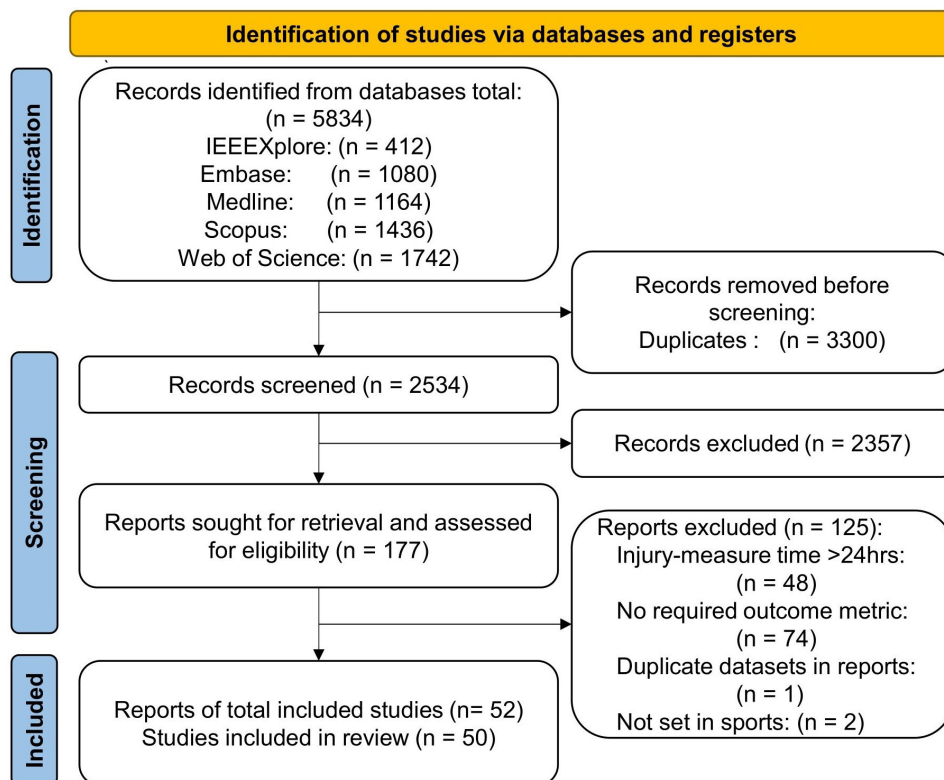 Identification of studies via databases and registers
Identification
Records identified from databases total:
(n = 5834)
IEEEXplore: (n = 412)
Embase: (n = 1080)
Medline: (n = 1164)
Scopus: (n = 1436)
Web of Science: (n = 1742)
Records removed before
screening:
Duplicates : (n = 3300)
Screening
Records screened (n = 2534)
Records excluded (n = 2357)
Reports sought for retrieval and assessed
for eligibility (n = 177)
Reports excluded (n = 125):
Injury-measure time >24hrs:
(n = 48)
No required outcome metric:
(n = 74)
Duplicate datasets in reports:
(n = 1)
Not set in sports: (n = 2)
Included
Reports of total included studies (n= 52)
Studies included in review (n = 50)